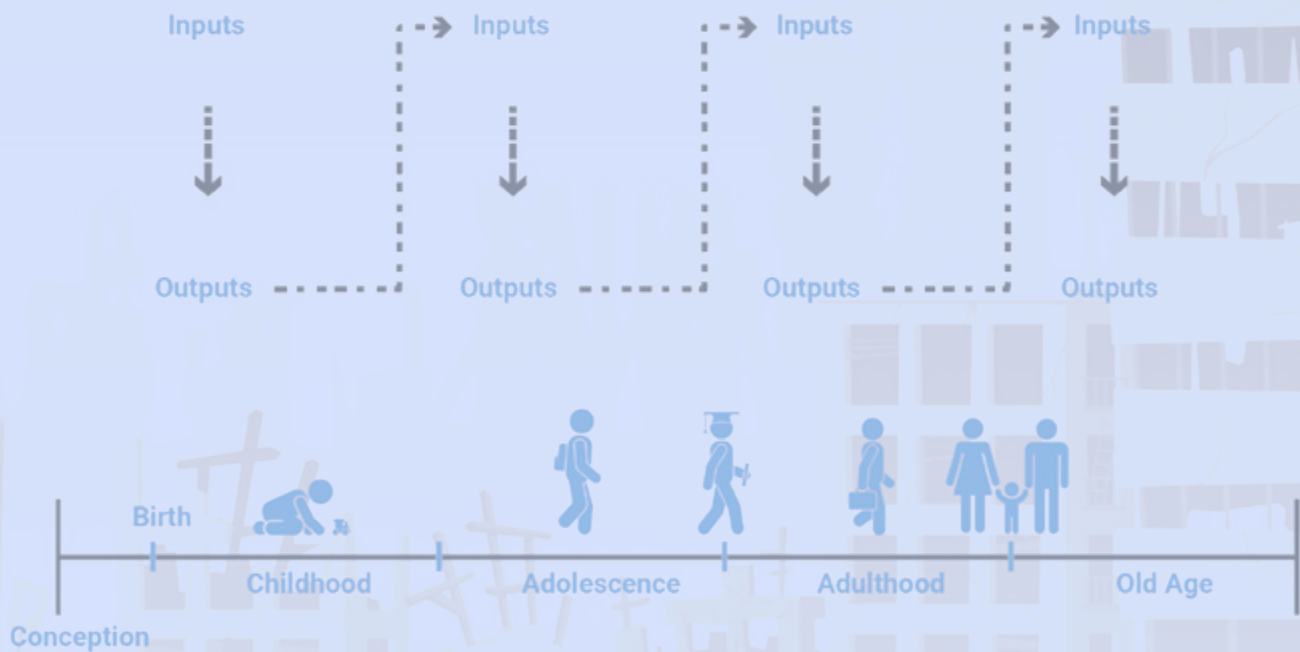 Inputs
Inputs
Inputs
Inputs
Outputs
Outputs
Outputs
Outputs
Birth
Childhood
Adolescence
Adulthood
Old Age
Conception